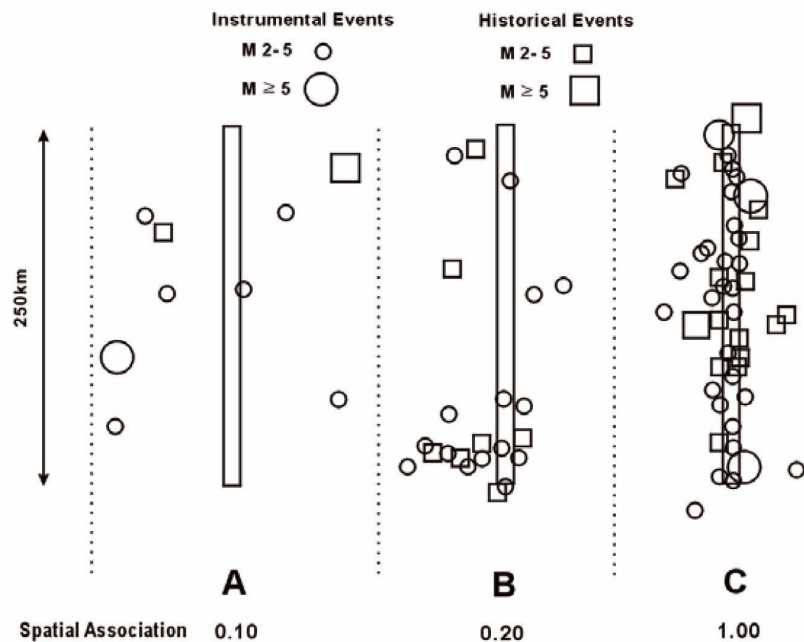 Instrumental Events
Historical Events
M 2-5
M 2-5
M ≥ 5
M ≥ 5
250km
A
B
C
Spatial Association
0.10
0.20
1.00